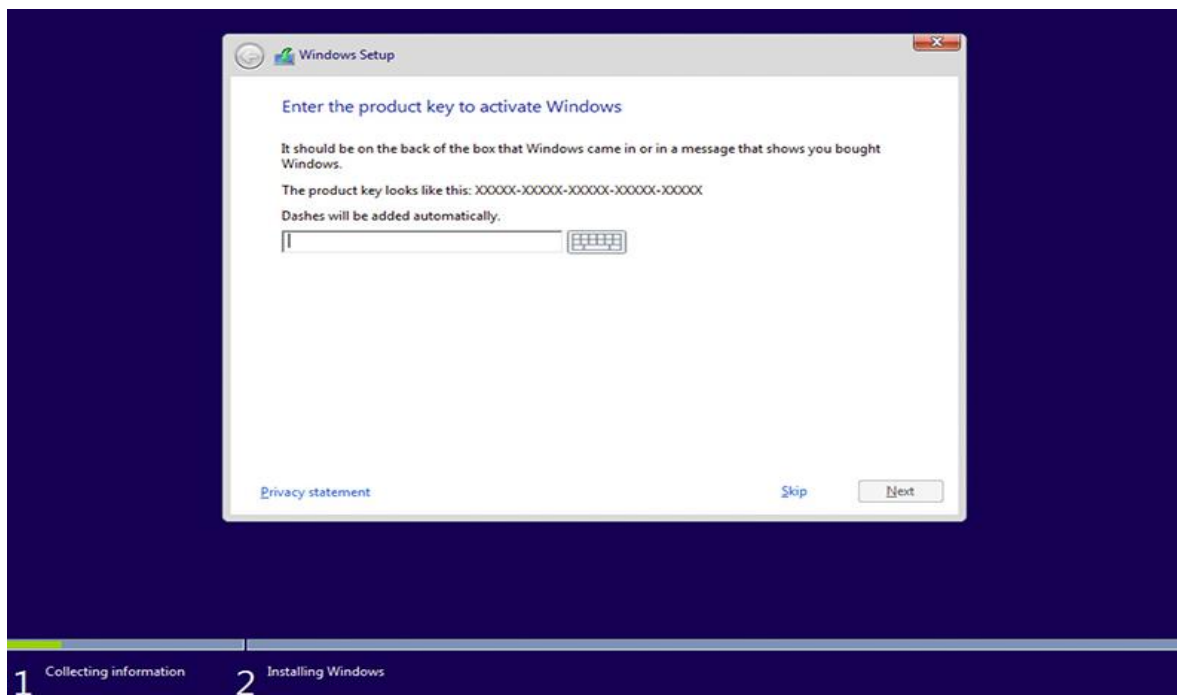 Windows Setup
Enter the product key to activate Windows
It should be on the back of the box that Windows came in or in a message that shows you bought
Windows.
The product key looks like this: XXXXX-XXXXX-XXXXX-XXXXX-XXXXX
Dashes will be added automatically.
Privacy statement
Skip
Next
1 Collecting information
2 Installing Windows